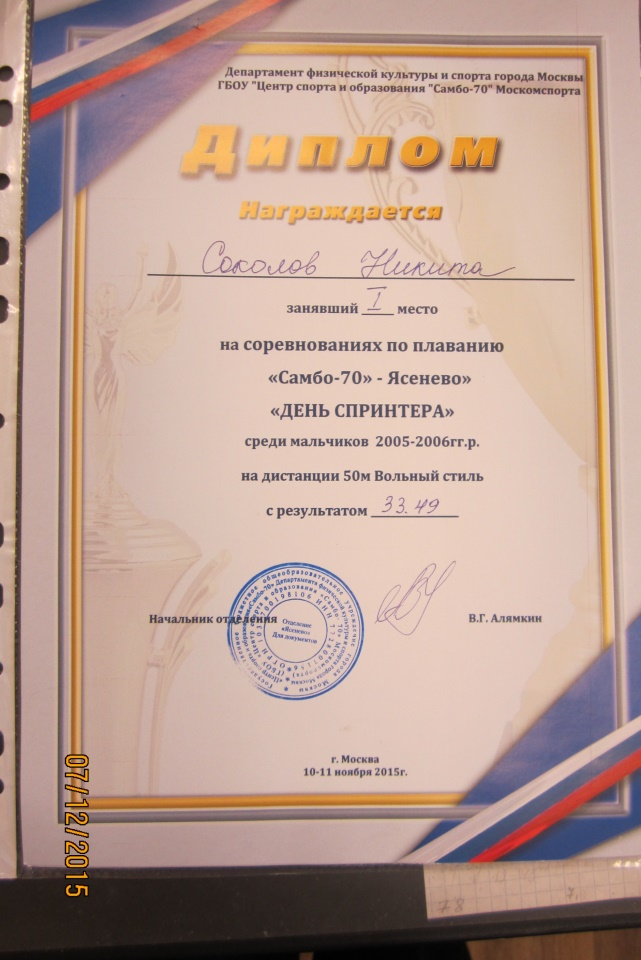 Департамент физической культуры и спорта города Москвы
ГБОУ "Центр спорта и образования "Самбо-70" Москомспорта
Диплом
Награждается
Соколов Никита
занявший I место
на соревнованиях по плаванию
«Самбо-70» - Ясенево»
«ДЕНЬ СПРИНТЕРА»
среди мальчиков 2005-2006гг.р.
на дистанции 50м Вольный стиль
с результатом 33.49
Начальник отделения
В.Г. Алямкин
Отделение
«Ясенево»
Для документов
г. Москва
10-11 ноября 2015г.
07/12/2015
78